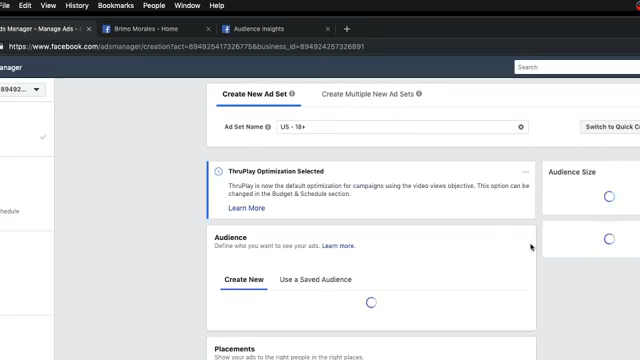 File Edit View History Bookmarks People Window Help
ds Manager - Manage Ads - Brimo Morales - Home Audience Insights
https://www.facebook.com/adsmanager/creation?act=894925417326775&business_id=894924257326891
anager
Search
89492...
Create New Ad Set Create Multiple New Ad Sets
Ad Set Name US - 18+ Switch to Quick C
ThruPlay Optimization Selected Audience Size
ThruPlay is now the default optimization for campaigns using the video views objective. This option can be
changed in the Budget & Schedule section.
Learn More
chedule
Audience
Define who you want to see your ads. Learn more.
Create New Use a Saved Audience
Placements
Show your ads to the right people in the right places.